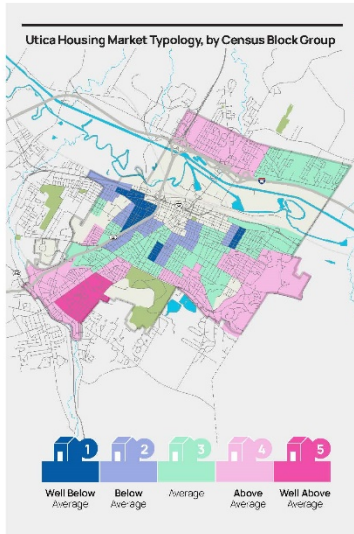 Utica Housing Market Typology, by Census Block Group
1 2 3 4 5
Well Below Below Average Above Well Above
Average Average Average Average